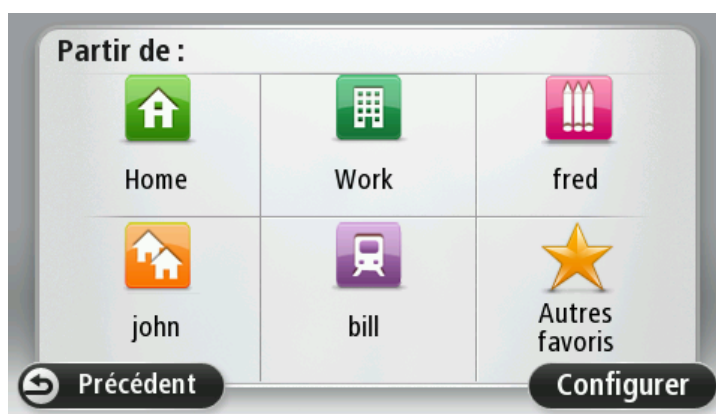 Partir de :
Home
Work
fred
john
bill
Autres
favoris
Précédent
Configurer